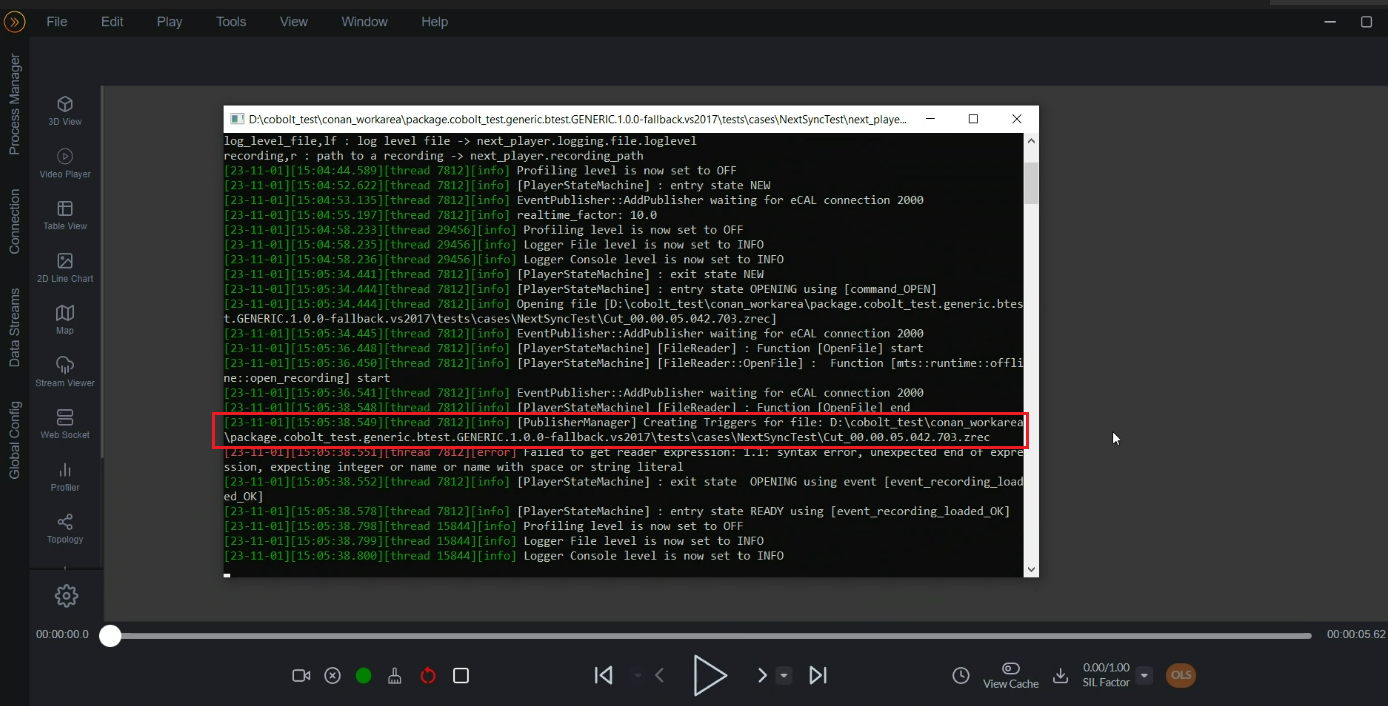 File Edit Play Tools View Window Help
Process Manager
Connection
Data Streams
Global Config
3D View
Video Player
Table View
2D Line Chart
Map
Stream Viewer
Web Socket
Profiler
Topology
D:\cobolt_test\conan_workarea\package.cobolt_test.generic.btest.GENERIC.1.0.0-fallback.vs2017\tests\cases\NextSyncTest\next_playe...
log_level_file,lf : log level file -> next_player.logging.file.loglevel
recording,r : path to a recording -> next_player.recording_path
[23-11-01][15:04:44.589][thread 7812][info] Profiling level is now set to OFF
[23-11-01][15:04:52.622][thread 7812][info] [PlayerStateMachine] : entry state NEW
[23-11-01][15:04:53.135][thread 7812][info] EventPublisher::AddPublisher waiting for eCAL connection 2000
[23-11-01][15:04:55.197][thread 7812][info] realtime_factor: 10.0
[23-11-01][15:04:58.233][thread 29456][info] Profiling level is now set to OFF
[23-11-01][15:04:58.235][thread 29456][info] Logger File level is now set to INFO
[23-11-01][15:04:58.236][thread 29456][info] Logger Console level is now set to INFO
[23-11-01][15:05:34.441][thread 7812][info] [PlayerStateMachine] : exit state NEW
[23-11-01][15:05:34.444][thread 7812][info] [PlayerStateMachine] : entry state OPENING using [command_OPEN]
[23-11-01][15:05:34.444][thread 7812][info] Opening file [D:\cobolt_test\conan_workarea\package.cobolt_test.generic.btes
t.GENERIC.1.0.0-fallback.vs2017\tests\cases\NextSyncTest\Cut_00.00.05.042.703.zrec]
[23-11-01][15:05:34.445][thread 7812][info] EventPublisher::AddPublisher waiting for eCAL connection 2000
[23-11-01][15:05:36.448][thread 7812][info] [PlayerStateMachine] [FileReader] : Function [OpenFile] start
[23-11-01][15:05:36.450][thread 7812][info] [PlayerStateMachine] [FileReader::OpenFile] :  Function [mts::runtime::offli
ne::open_recording] start
[23-11-01][15:05:36.541][thread 7812][info] EventPublisher::AddPublisher waiting for eCAL connection 2000
[23-11-01][15:05:38.548][thread 7812][info] [PlayerStateMachine] [FileReader] : Function [OpenFile] end
[23-11-01][15:05:38.549][thread 7812][info] [PublisherManager] Creating Triggers for file: D:\cobolt_test\conan_workarea
\package.cobolt_test.generic.btest.GENERIC.1.0.0-fallback.vs2017\tests\cases\NextSyncTest\Cut_00.00.05.042.703.zrec
[23-11-01][15:05:38.551][thread 7812][error] Failed to get reader expression: 1.1: syntax error, unexpected end of expre
ssion, expecting integer or name or name with space or string literal
[23-11-01][15:05:38.552][thread 7812][info] [PlayerStateMachine] : exit state  OPENING using event [event_recording_load
ed_OK]
[23-11-01][15:05:38.578][thread 7812][info] [PlayerStateMachine] : entry state READY using [event_recording_loaded_OK]
[23-11-01][15:05:38.798][thread 15844][info] Profiling level is now set to OFF
[23-11-01][15:05:38.799][thread 15844][info] Logger File level is now set to INFO
[23-11-01][15:05:38.800][thread 15844][info] Logger Console level is now set to INFO
00:00:00.0
00:00:05.62
View Cache
0.00/1.00
SIL Factor
OLS